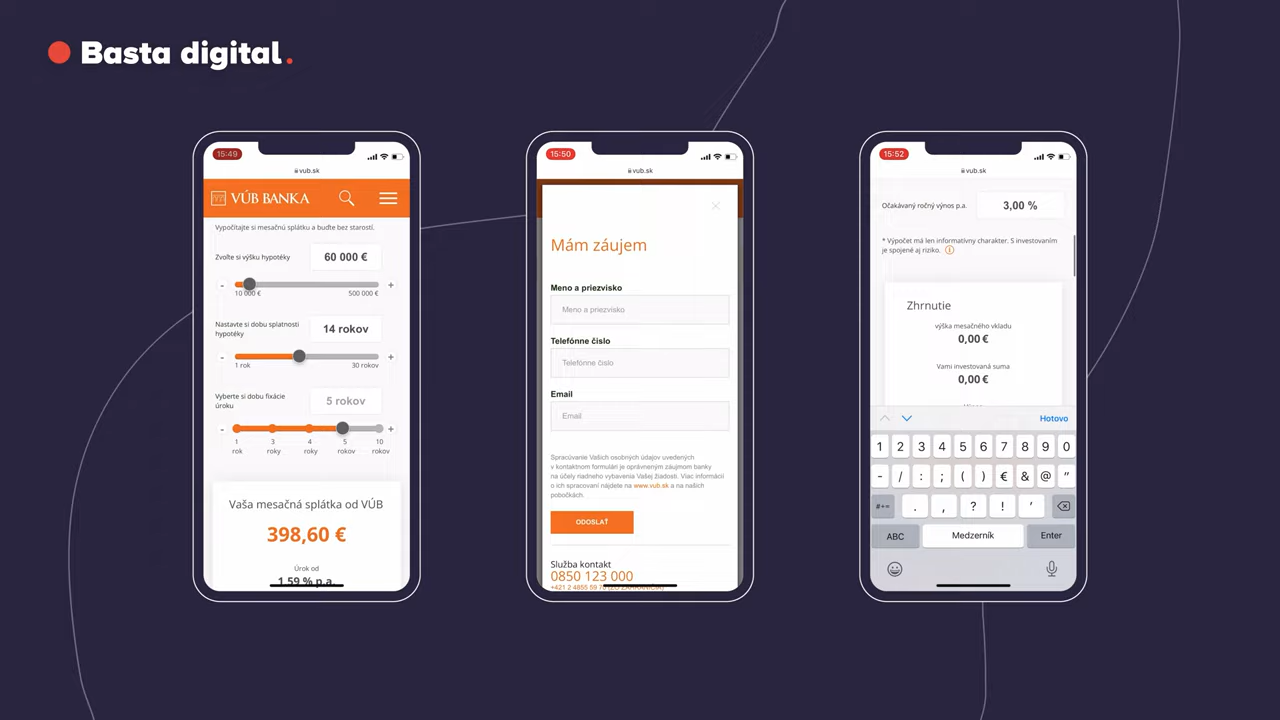 Basta digital.
15:49
vub.sk
VÚB BANKA
Vypočítajte si mesačnú splátku a buďte bez starostí.
Zvoľte si výšku hypotéky
60 000 €
-
+
10 000 €
500 000 €
Nastavte si dobu splatnosti
hypotéky
14 rokov
-
+
1 rok
30 rokov
Vyberte si dobu fixácie
úroku
5 rokov
-
+
1 3 4 5 10
rok roky roky rokov rokov
Vaša mesačná splátka od VÚB
398,60 €
Úrok od
1,59 % p.a.
15:50
vub.sk
×
Mám záujem
Meno a priezvisko
Meno a priezvisko
Telefónne číslo
Telefónne číslo
Email
Email
Spracúvanie Vašich osobných údajov uvedených
v kontaktnom formulári je oprávneným záujmom banky
na účely riadneho vybavenia Vašej žiadosti. Viac informácií
o ich spracovaní nájdete na www.vub.sk a na našich
pobočkách.
ODOSLAŤ
Služba kontakt
0850 123 000
15:52
vub.sk
Očakávaný ročný výnos p.a.
3,00 %
* Výpočet má len informatívny charakter. S investovaním
je spojené aj riziko.
Zhrnutie
výška mesačného vkladu
0,00 €
Vami investovaná suma
0,00 €
Hotovo
1 2 3 4 5 6 7 8 9 0
- / : ; ( ) € & @ "
#+= . , ? ! '
ABC Medzerník Enter